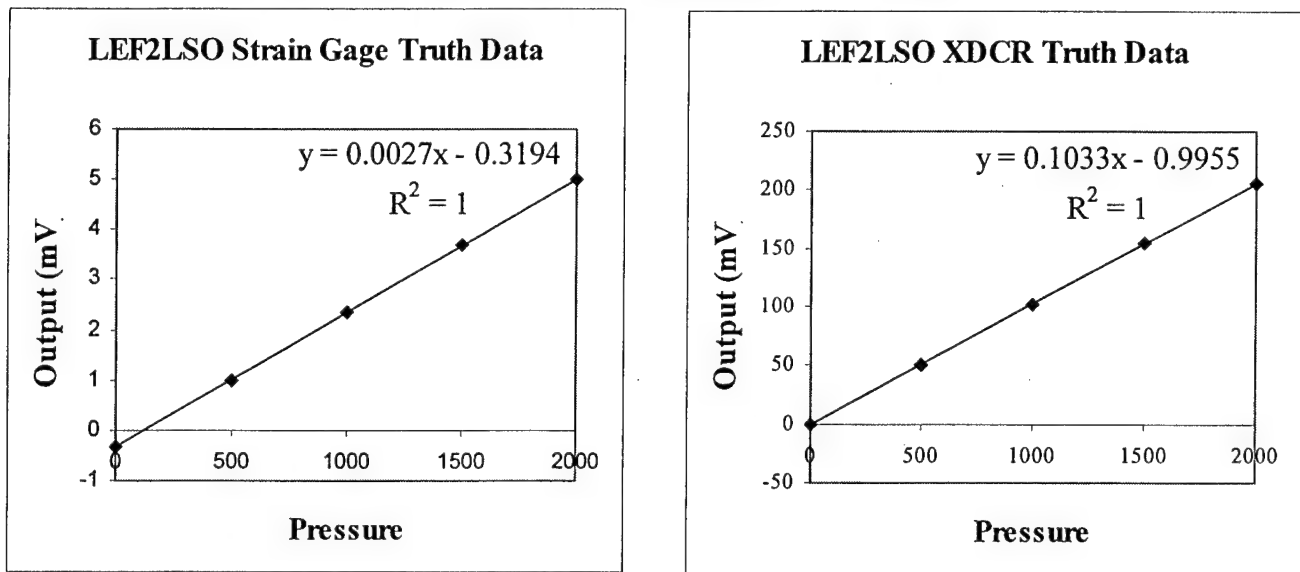 LEF2LSO Strain Gage Truth Data
6
5
4
3
2
1
0
-1
y = 0.0027x - 0.3194
R² = 1
0 500 1000 1500 2000
Output (mV
Pressure
LEF2LSO XDCR Truth Data
250
200
150
100
50
0
-50
y = 0.1033x - 0.9955
R² = 1
0 500 1000 1500 2000
Output (mV
Pressure